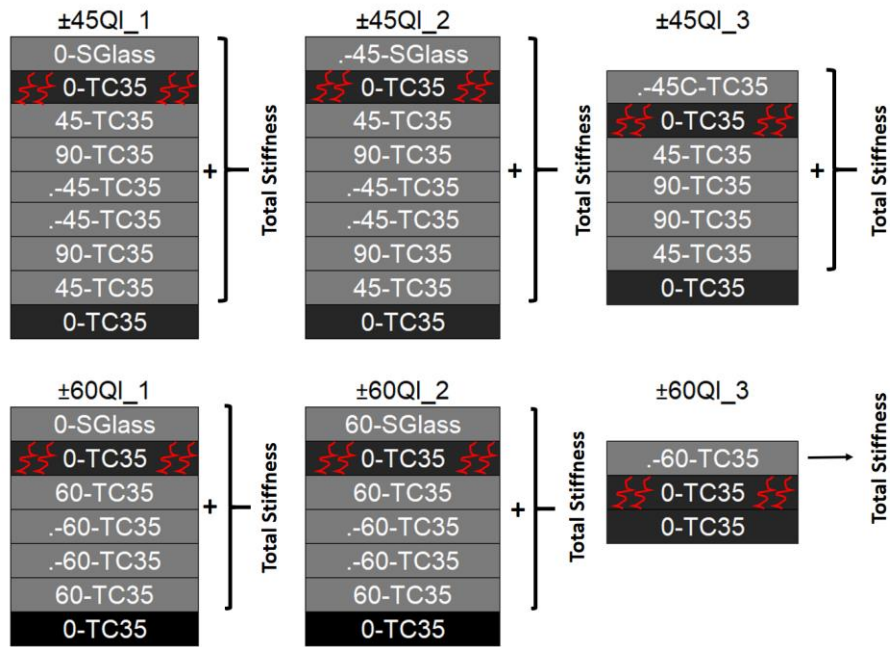 ±45QI_1
0-SGlass
0-TC35
45-TC35
90-TC35
.-45-TC35
.-45-TC35
90-TC35
45-TC35
0-TC35
+
Total Stiffness
±45QI_2
.-45-SGlass
0-TC35
45-TC35
90-TC35
.-45-TC35
.-45-TC35
90-TC35
45-TC35
0-TC35
+
Total Stiffness
±45QI_3
.-45C-TC35
0-TC35
45-TC35
90-TC35
90-TC35
45-TC35
0-TC35
+
Total Stiffness
±60QI_1
0-SGlass
0-TC35
60-TC35
.-60-TC35
.-60-TC35
60-TC35
0-TC35
+
Total Stiffness
±60QI_2
60-SGlass
0-TC35
60-TC35
.-60-TC35
.-60-TC35
60-TC35
0-TC35
+
Total Stiffness
±60QI_3
.-60-TC35
0-TC35
0-TC35
Total Stiffness